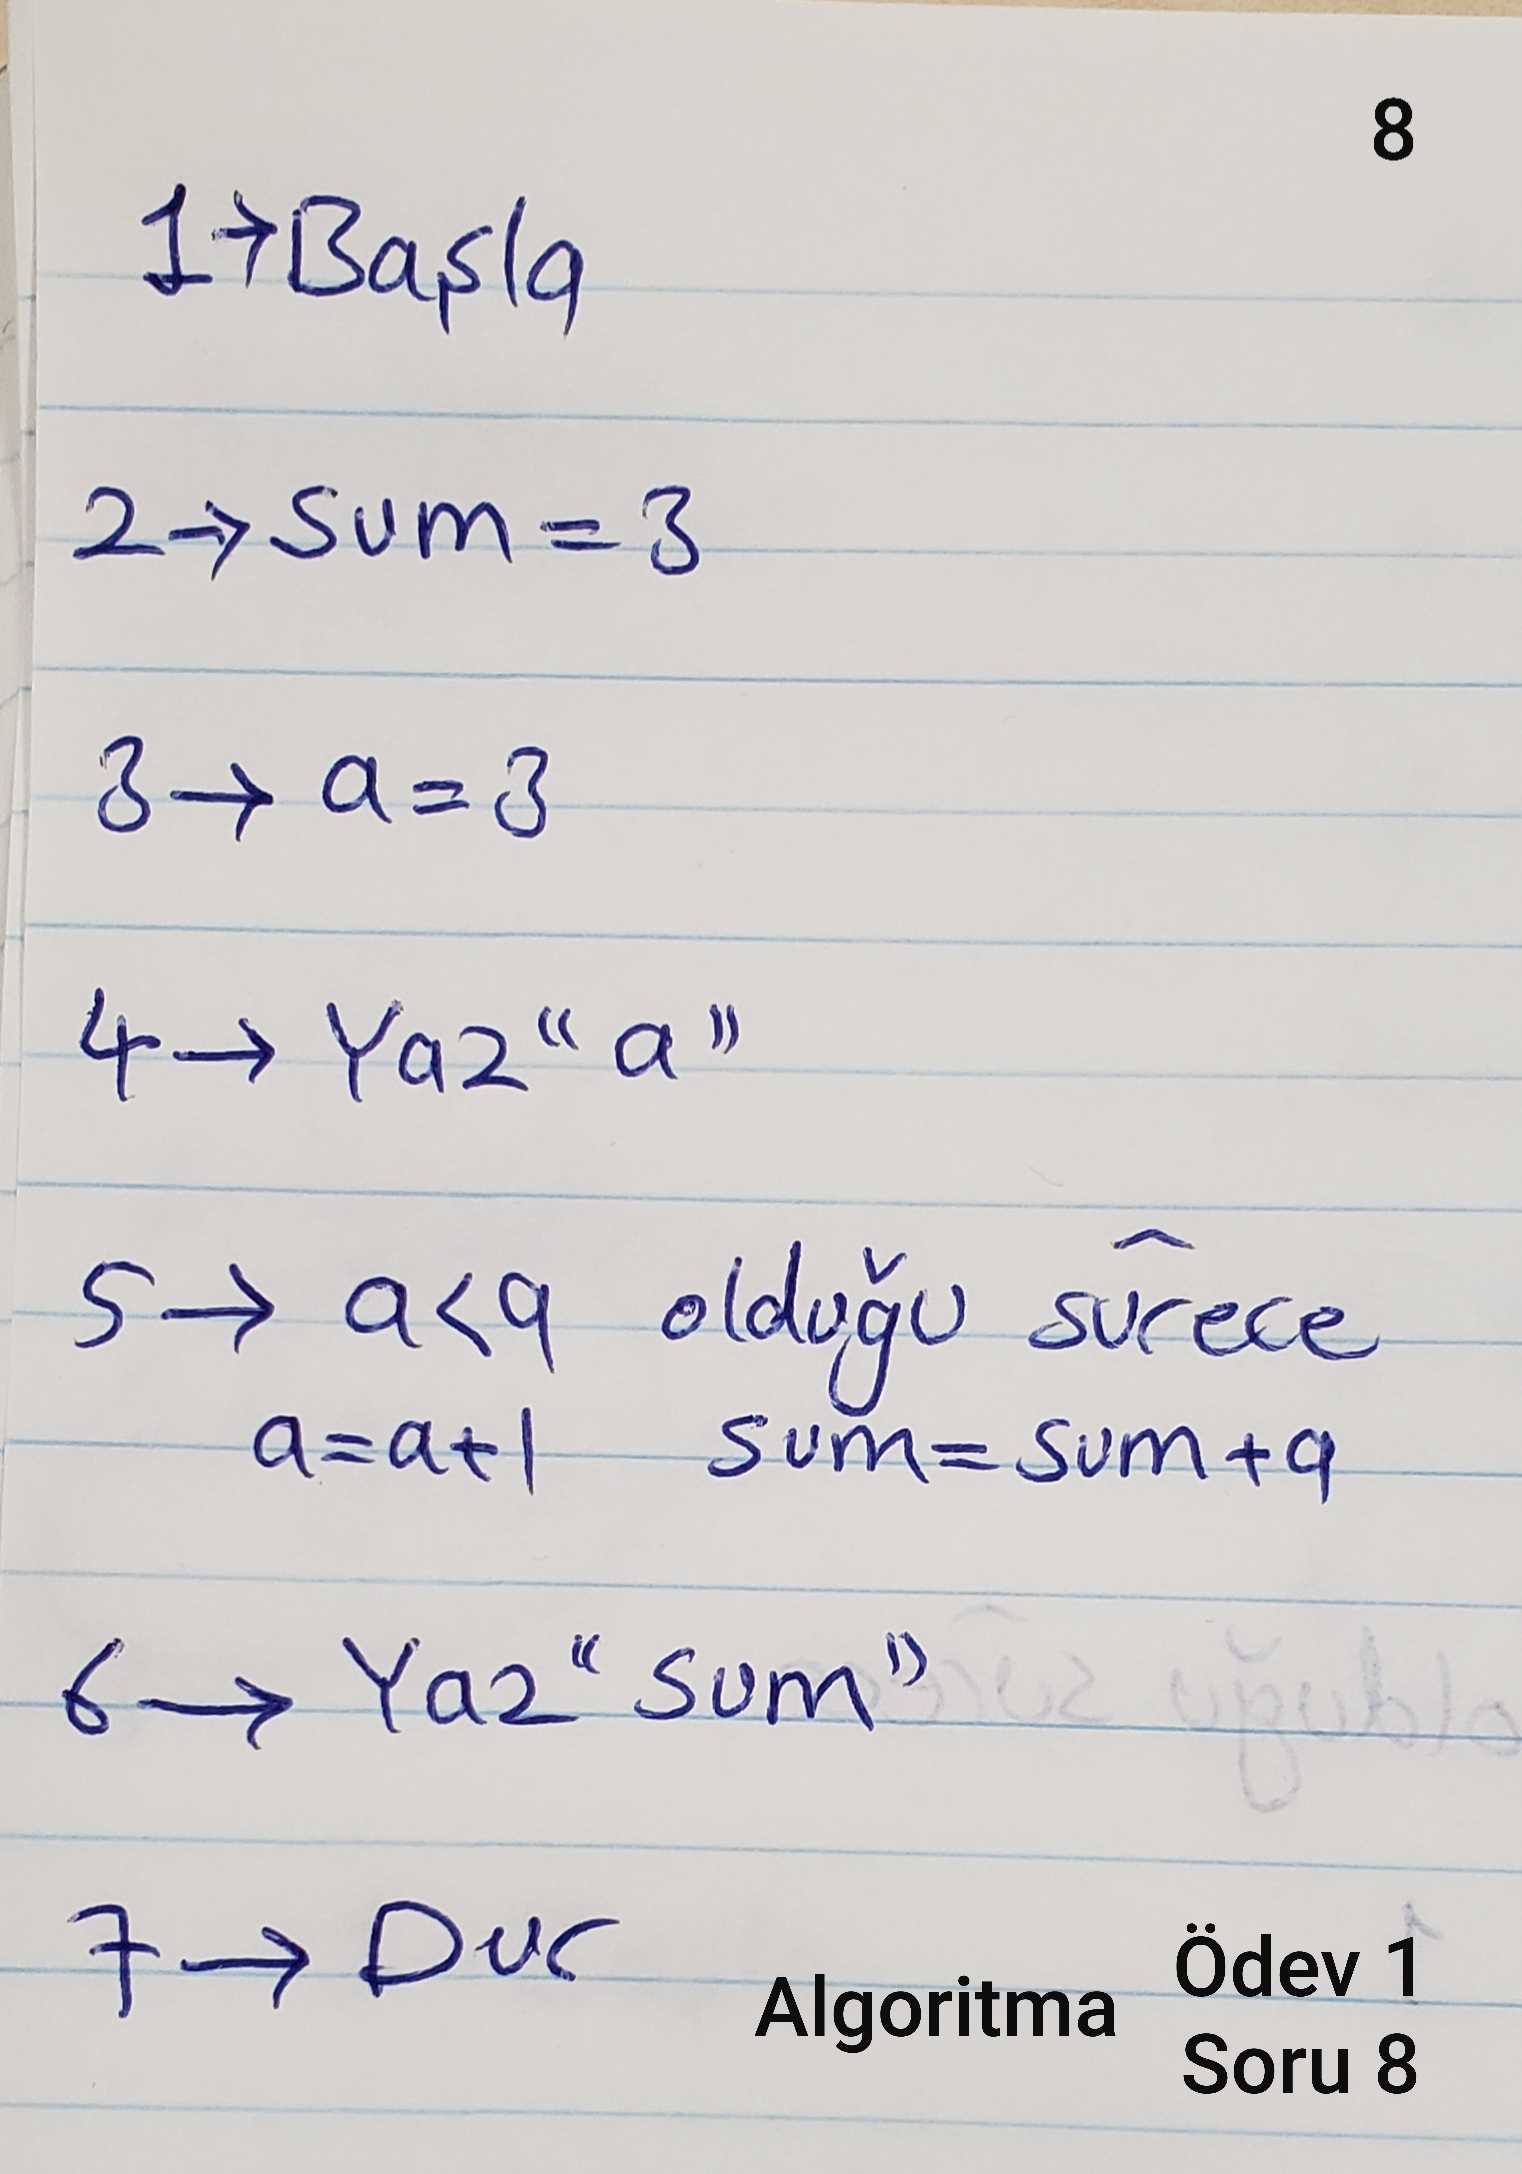 8
1→Başla
2→ sum = 3
3→ a=3
4→ Yaz “a”
5→ a<9 olduğu sürece
a=a+1 sum=sum+a
6→ Yaz “sum”
7→ Dur
Algoritma
Ödev 1
Soru 8